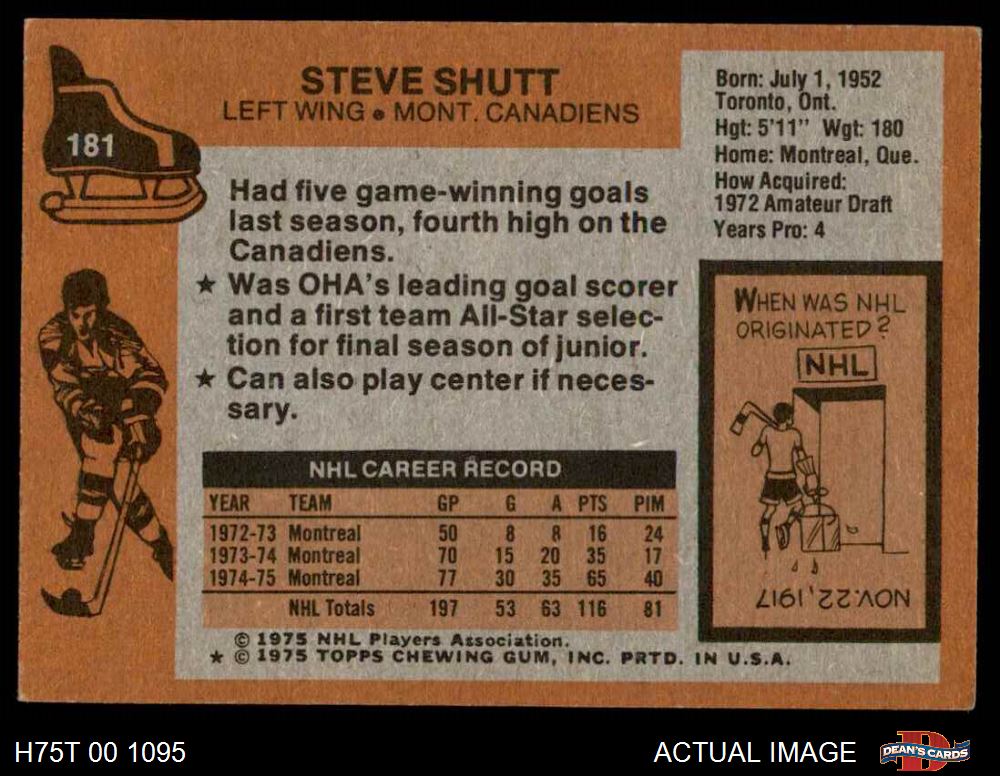 STEVE SHUTT
LEFT WING • MONT. CANADIENS
181
Had five game-winning goals
last season, fourth high on the
Canadiens.
★ Was OHA's leading goal scorer
and a first team All-Star selec-
tion for final season of junior.
★ Can also play center if neces-
sary.
Born: July 1, 1952
Toronto, Ont.
Hgt: 5'11" Wgt: 180
Home: Montreal, Que.
How Acquired:
1972 Amateur Draft
Years Pro: 4
WHEN WAS NHL
ORIGINATED?
NHL
NOV. 22, 1917
NHL CAREER RECORD
YEAR TEAM GP G A PTS PIM
1972-73 Montreal 50 8 8 16 24
1973-74 Montreal 70 15 20 35 17
1974-75 Montreal 77 30 35 65 40
NHL Totals 197 53 63 116 81
© 1975 NHL Players Association.
★ © 1975 TOPPS CHEWING GUM, INC. PRTD. IN U.S.A.
H75T 00 1095
ACTUAL IMAGE
D DEAN'S CARDS